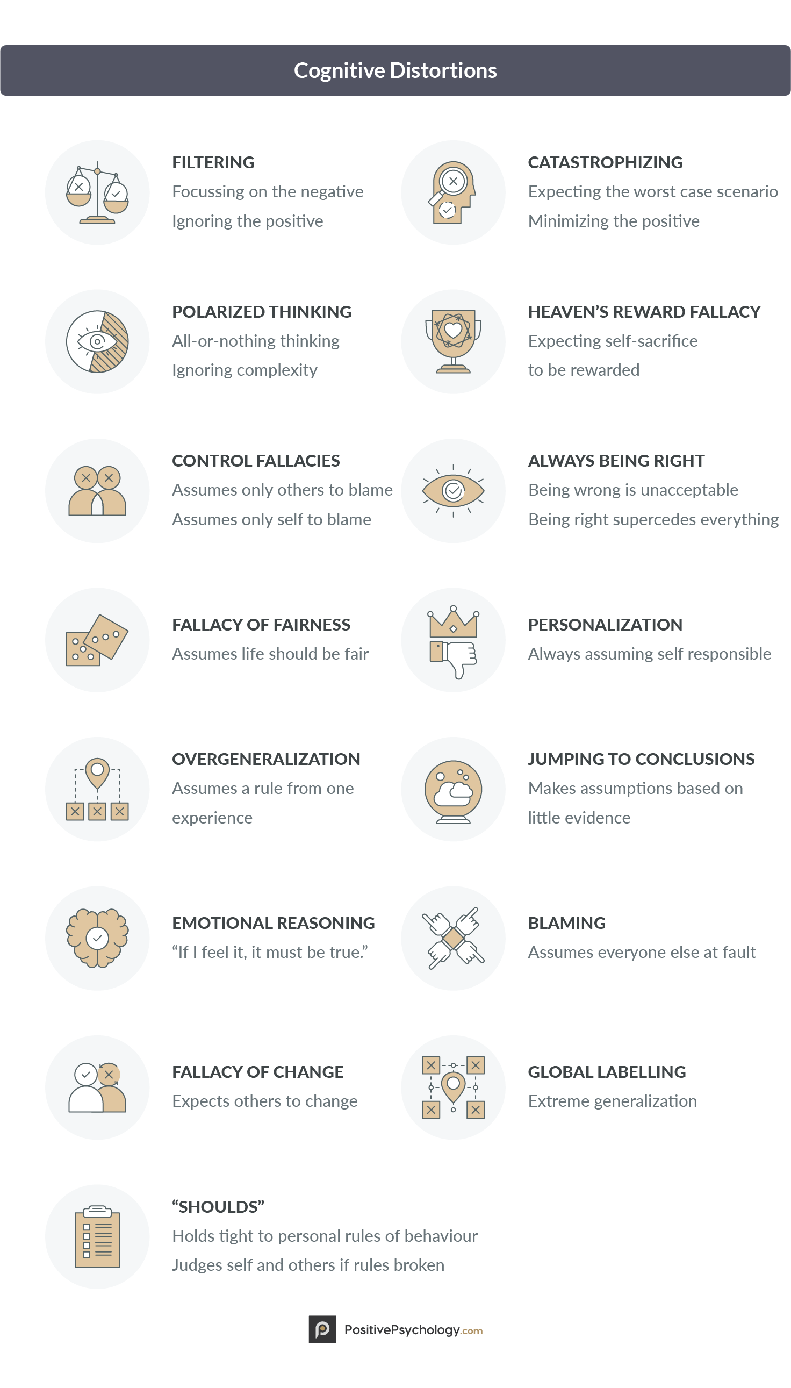 Cognitive Distortions
FILTERING
Focussing on the negative
Ignoring the positive
CATASTROPHIZING
Expecting the worst case scenario
Minimizing the positive
POLARIZED THINKING
All-or-nothing thinking
Ignoring complexity
HEAVEN'S REWARD FALLACY
Expecting self-sacrifice
to be rewarded
CONTROL FALLACIES
Assumes only others to blame
Assumes only self to blame
ALWAYS BEING RIGHT
Being wrong is unacceptable
Being right supercedes everything
FALLACY OF FAIRNESS
Assumes life should be fair
PERSONALIZATION
Always assuming self responsible
OVERGENERALIZATION
Assumes a rule from one
experience
JUMPING TO CONCLUSIONS
Makes assumptions based on
little evidence
EMOTIONAL REASONING
“If I feel it, it must be true.”
BLAMING
Assumes everyone else at fault
FALLACY OF CHANGE
Expects others to change
GLOBAL LABELLING
Extreme generalization
“SHOULDS”
Holds tight to personal rules of behaviour
Judges self and others if rules broken
PositivePsychology.com